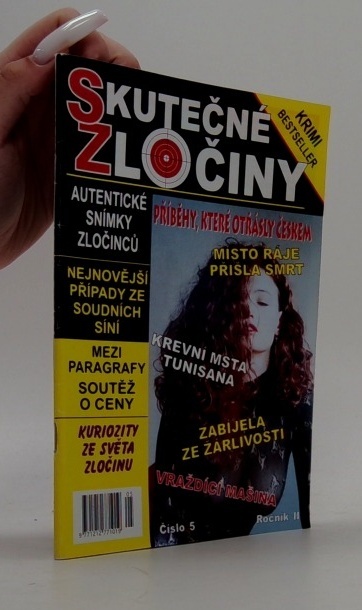 SKUTEČNÉ
ZLOČINY
KRIMI
BESTSELLER
AUTENTICKÉ
SNÍMKY
ZLOČINCŮ
NEJNOVĚJŠÍ
PŘÍPADY ZE
SOUDNÍCH
SÍNÍ
MEZI
PARAGRAFY
SOUTĚŽ
O CENY
KURIOZITY
ZE SVĚTA
ZLOČINU
PŘÍBĚHY, KTERÉ OTŘÁSLY ČESKEM
MÍSTO RÁJE
PŘIŠLA SMRT
KREVNÍ MSTA
TUNISANA
ZABÍJELA
ZE ŽÁRLIVOSTI
VRAŽDÍCÍ MAŠINA
Číslo 5
Ročník II